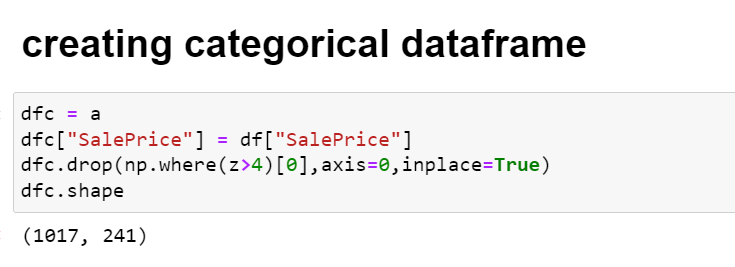 creating categorical dataframe
dfc = a
dfc["SalePrice"] = df["SalePrice"]
dfc.drop(np.where(z>4)[0],axis=0,inplace=True)
dfc.shape
(1017, 241)